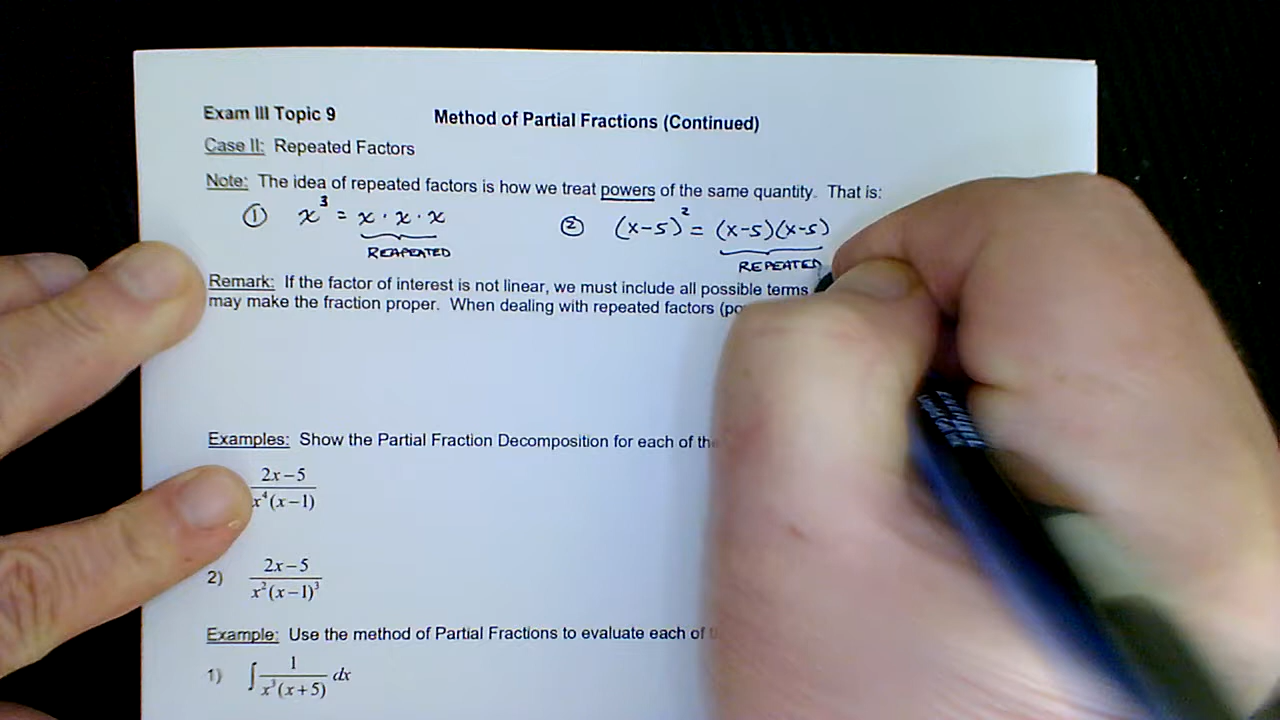 Exam III Topic 9 Method of Partial Fractions (Continued)
Case II: Repeated Factors
Note: The idea of repeated factors is how we treat powers of the same quantity. That is:
① x³ = x · x · x ② (x-5)² = (x-5)(x-5)
REAPEATED REPEATED
Remark: If the factor of interest is not linear, we must include all possible terms
may make the fraction proper. When dealing with repeated factors
Examples: Show the Partial Fraction Decomposition for each of
2x-5
x⁴(x-1)
2) 2x-5
x²(x-1)³
Example: Use the method of Partial Fractions to evaluate each of
1) ∫ 1 dx
x³(x+5)